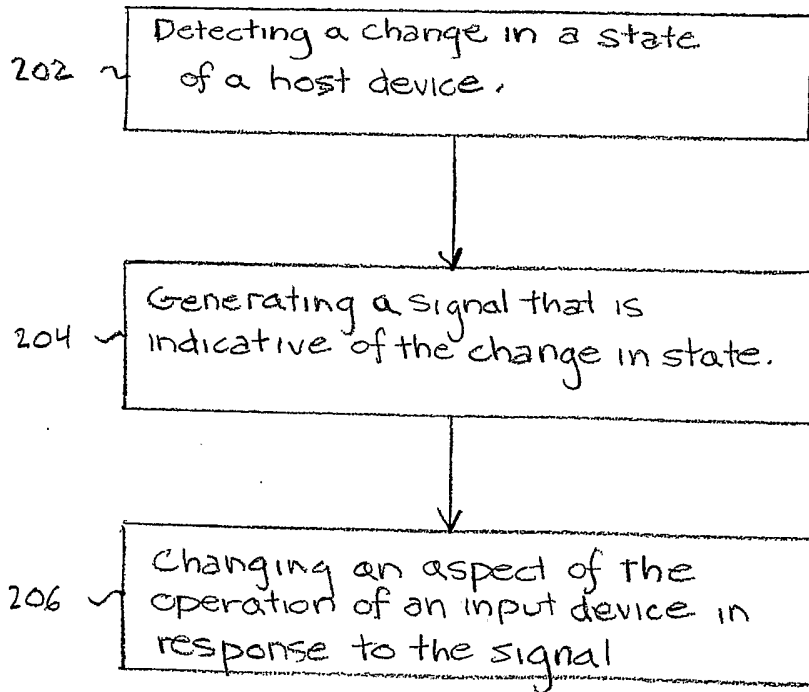 Detecting a change in a state
202
of a host device.
Generating a signal that is
204
indicative of the change in state.
Changing an aspect of the
206
operation of an input device in
response to the signal